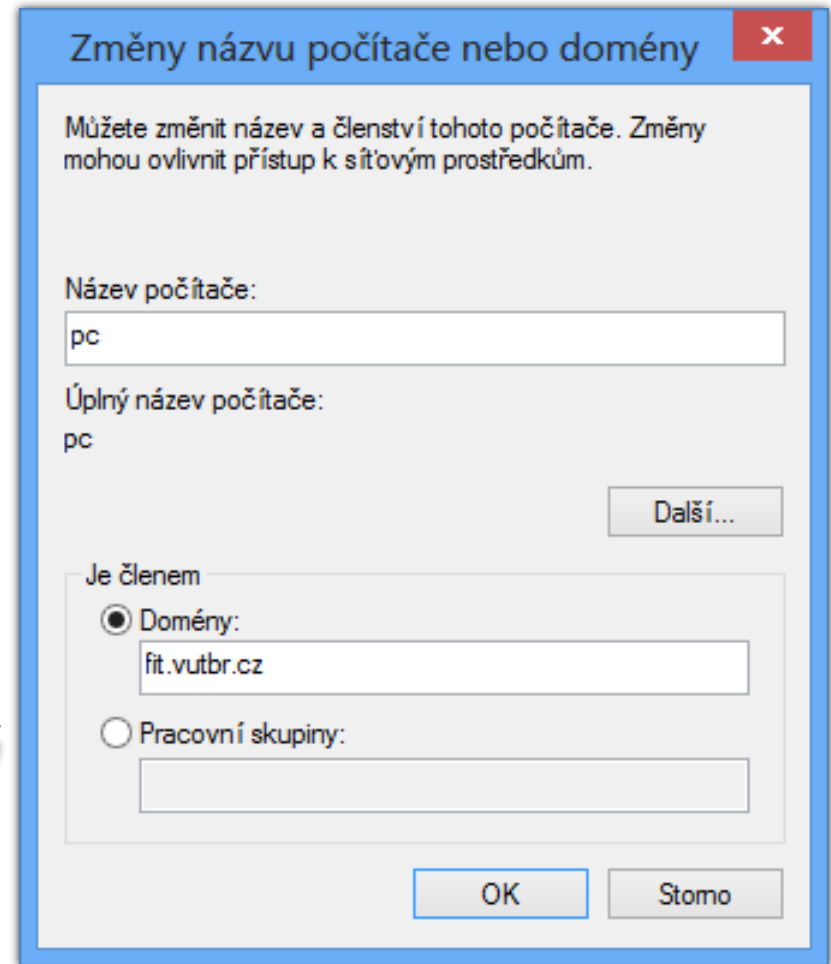 Změny názvu počítače nebo domény
Můžete změnit název a členství tohoto počítače. Změny
mohou ovlivnit přístup k síťovým prostředkům.
Název počítače:
pc
Úplný název počítače:
pc
Další...
Je členem
Domény:
fit.vutbr.cz
Pracovní skupiny:
OK
Storno